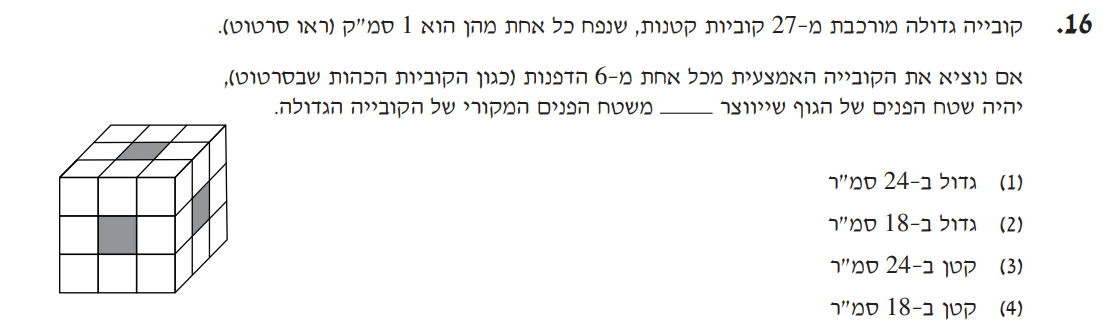 16. קובייה גדולה מורכבת מ-27 קוביות קטנות, שנפח כל אחת מהן הוא 1 סמ"ק (ראו סרטוט).
אם נוציא את הקובייה האמצעית מכל אחת מ-6 הדפנות (כגון הקוביות הכהות שבסרטוט),
יהיה שטח הפנים של הגוף שייווצר _____ משטח הפנים המקורי של הקובייה הגדולה.
(1) גדול ב-24 סמ"ר
(2) גדול ב-18 סמ"ר
(3) קטן ב-24 סמ"ר
(4) קטן ב-18 סמ"ר